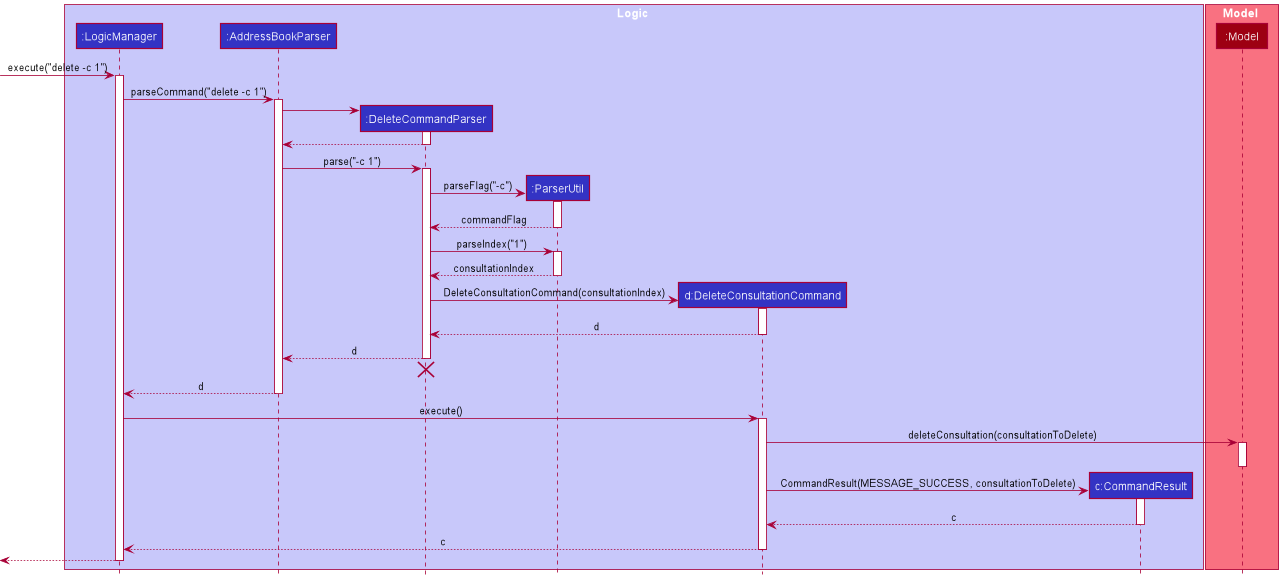 Logic
Model
:LogicManager
:AddressBookParser
:Model
execute("delete -c 1")
parseCommand("delete -c 1")
:DeleteCommandParser
parse("-c 1")
parseFlag("-c")
:ParserUtil
commandFlag
parseIndex("1")
consultationIndex
DeleteConsultationCommand(consultationIndex)
d:DeleteConsultationCommand
d
d
d
execute()
deleteConsultation(consultationToDelete)
CommandResult(MESSAGE_SUCCESS, consultationToDelete)
c:CommandResult
c
c